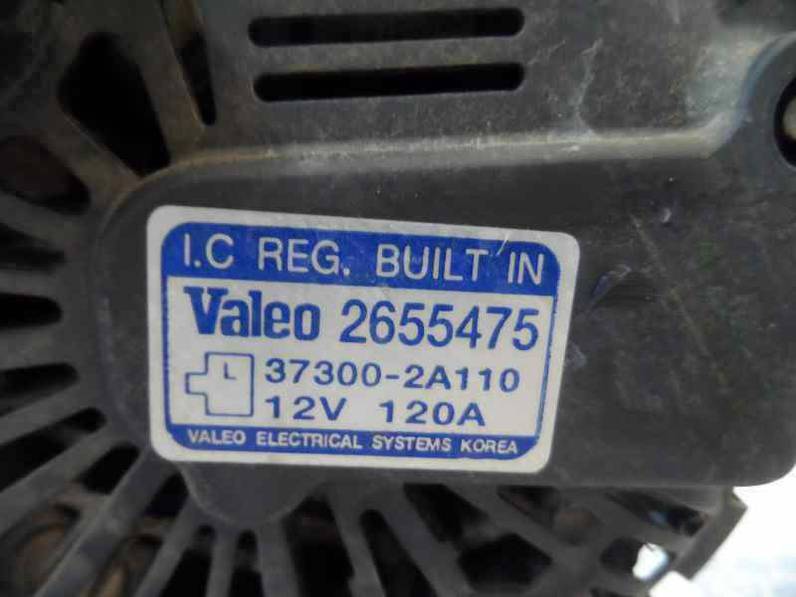 I.C REG. BUILT IN
Valeo 2655475
L 37300-2A110
12V 120A
VALEO ELECTRICAL SYSTEMS KOREA